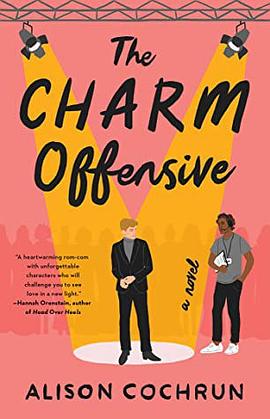 The
CHARM
Offensive
"A heartwarming rom-com
with unforgettable
characters who will
challenge you to see
love in a new light."
—Hannah Orenstein, author
of Head Over Heels
a novel
ALISON COCHRUN